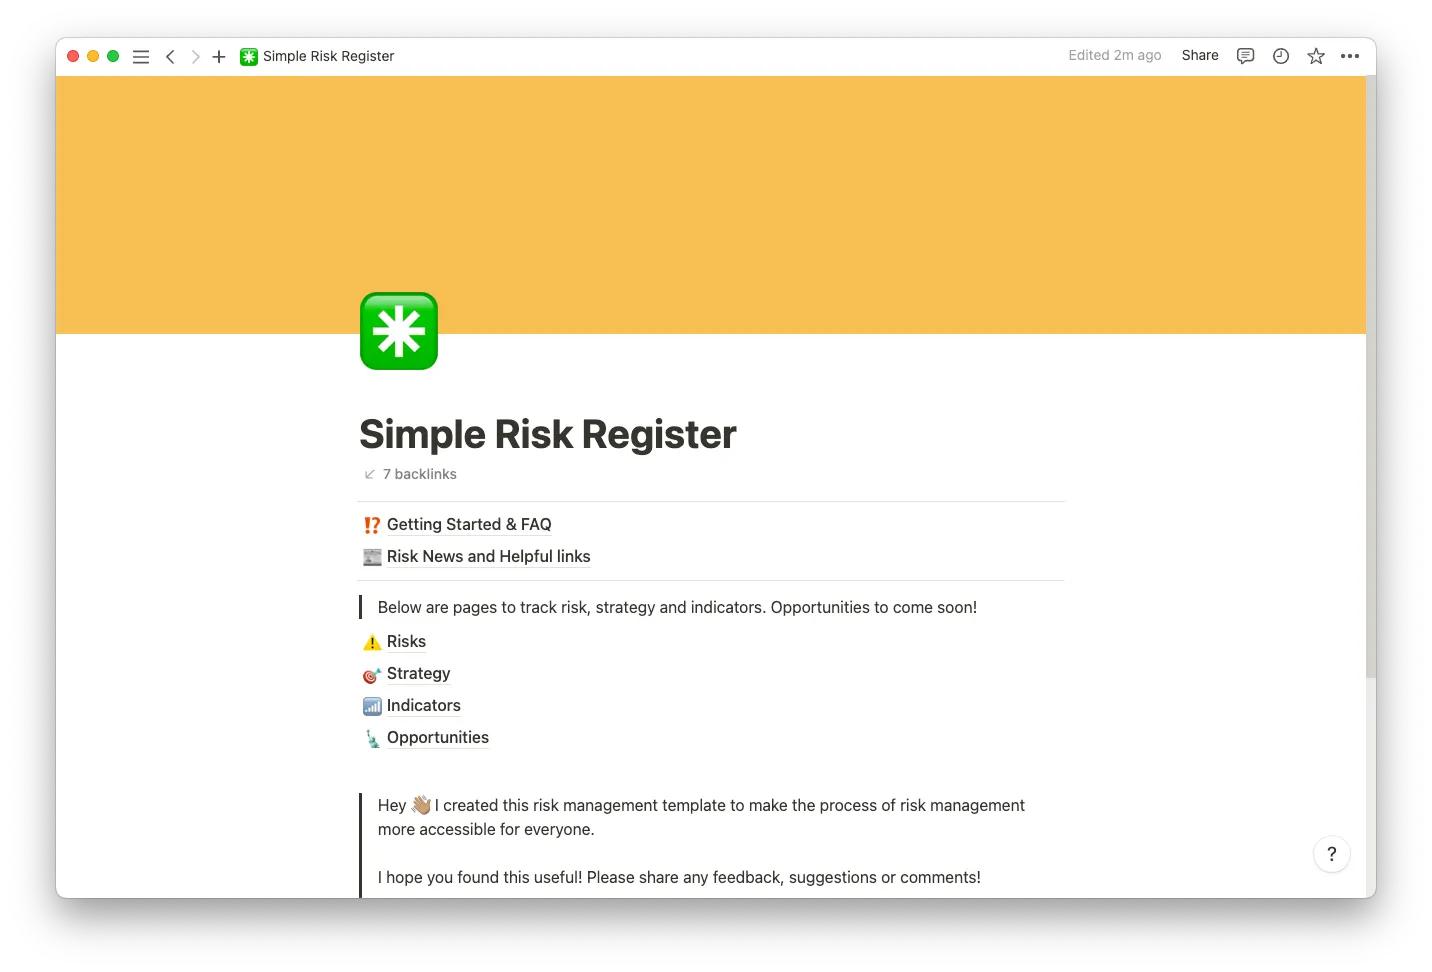 Simple Risk Register
Edited 2m ago
Share
Simple Risk Register
7 backlinks
⁉️ Getting Started & FAQ
Risk News and Helpful links
Below are pages to track risk, strategy and indicators. Opportunities to come soon!
Risks
Strategy
Indicators
Opportunities
Hey 👋🏽 I created this risk management template to make the process of risk management
more accessible for everyone.
I hope you found this useful! Please share any feedback, suggestions or comments!
?